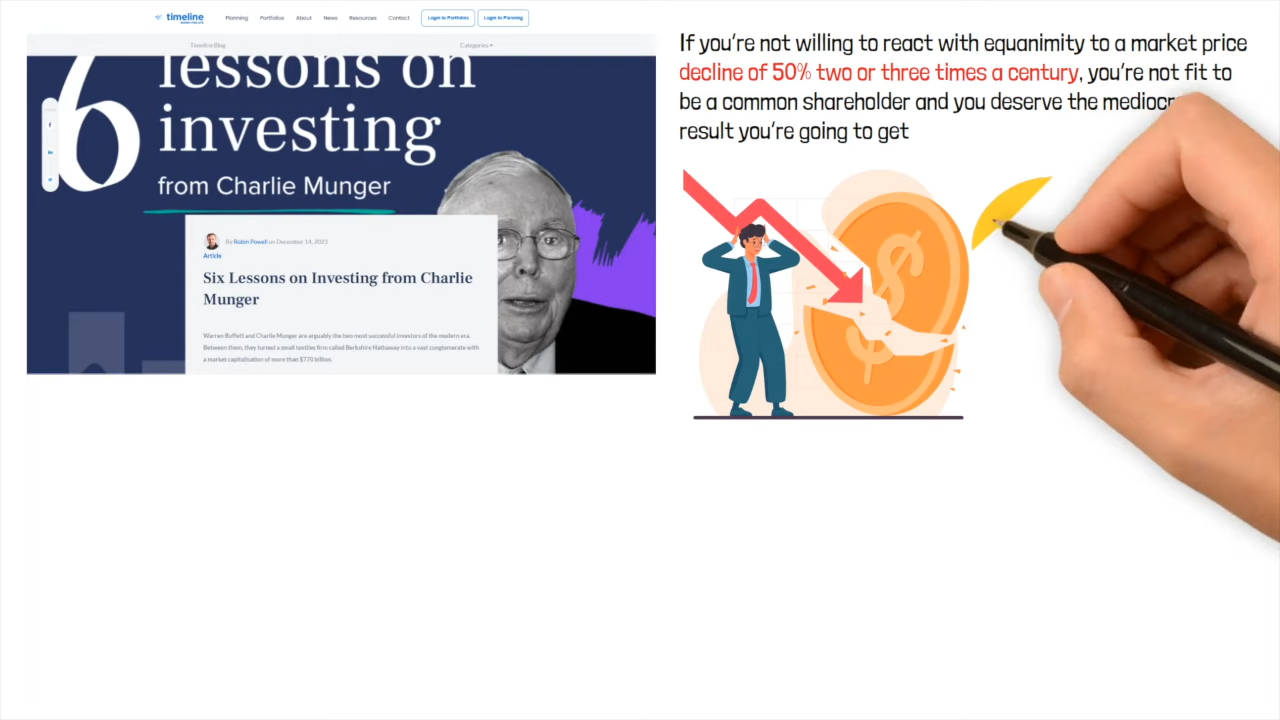 timeline
Planning Portfolios About News Resources Contact Login to Portfolios Login to Planning
Timeline Blog Categories
6 lessons on
investing
from Charlie Munger
By Robin Powell on December 14, 2023
Article
Six Lessons on Investing from Charlie
Munger
Warren Buffett and Charlie Munger are arguably the two most successful investors of the modern era.
Between them, they turned a small textiles firm called Berkshire Hathaway into a vast conglomerate with
a market capitalisation of more than $770 billion.
If you're not willing to react with equanimity to a market price
decline of 50% two or three times a century, you're not fit to
be a common shareholder and you deserve the mediocr
result you're going to get